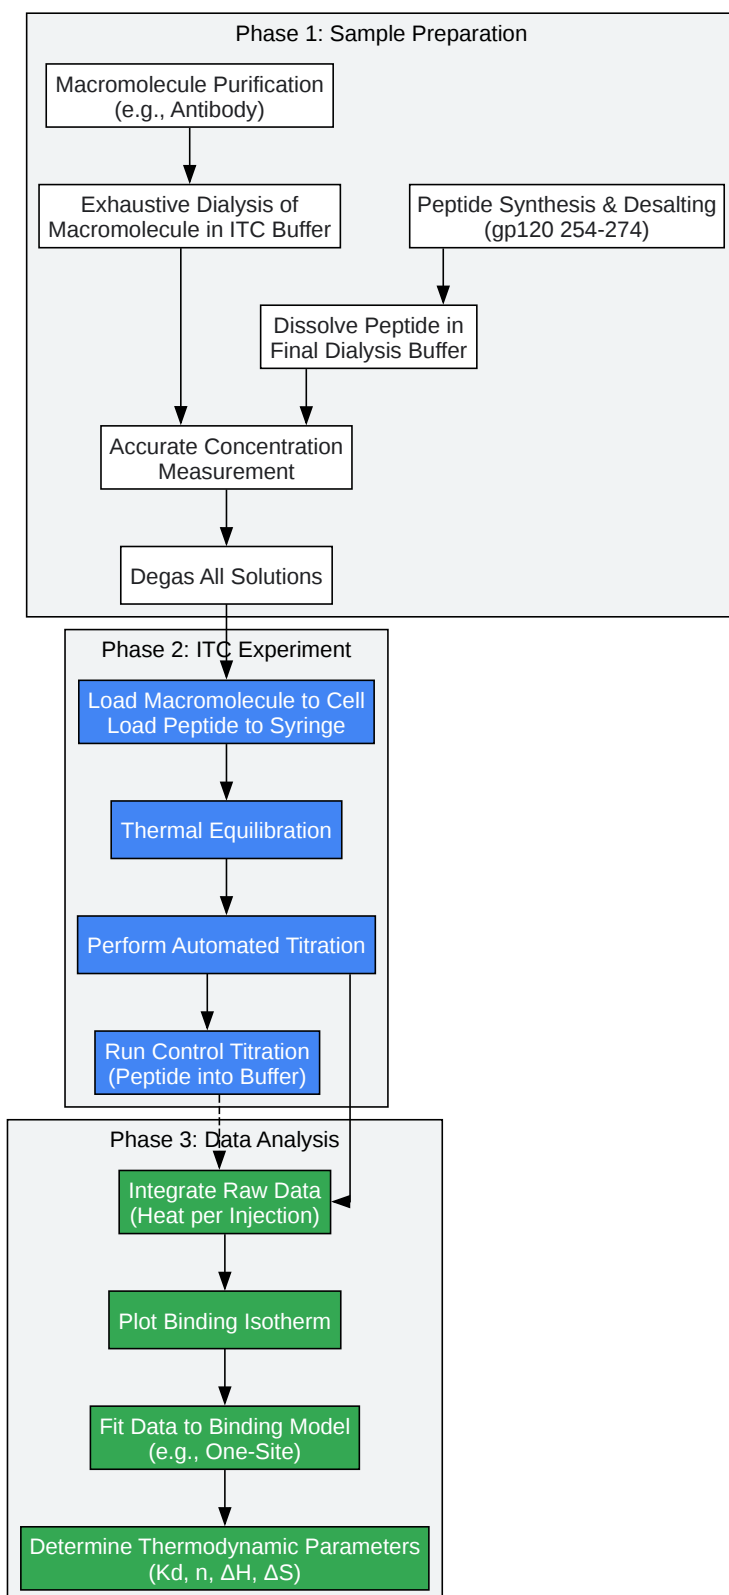 Phase 1: Sample Preparation
Macromolecule Purification
(e.g., Antibody)
Exhaustive Dialysis of
Macromolecule in ITC Buffer
Peptide Synthesis & Desalting
(gp120 254-274)
Dissolve Peptide in
Final Dialysis Buffer
Accurate Concentration
Measurement
Degas All Solutions
Phase 2: ITC Experiment
Load Macromolecule to Cell
Load Peptide to Syringe
Thermal Equilibration
Perform Automated Titration
Run Control Titration
(Peptide into Buffer)
Phase 3: Data Analysis
Integrate Raw Data
(Heat per Injection)
Plot Binding Isotherm
Fit Data to Binding Model
(e.g., One-Site)
Determine Thermodynamic Parameters
(Kd, n, ΔH, ΔS)